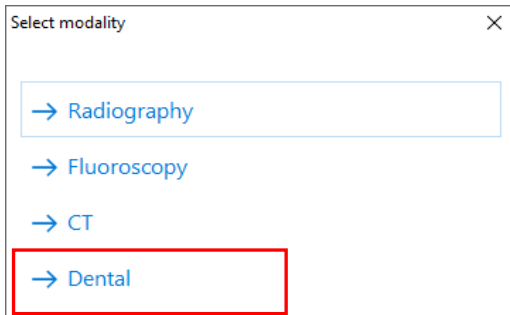 Select modality
Radiography
Fluoroscopy
CT
Dental